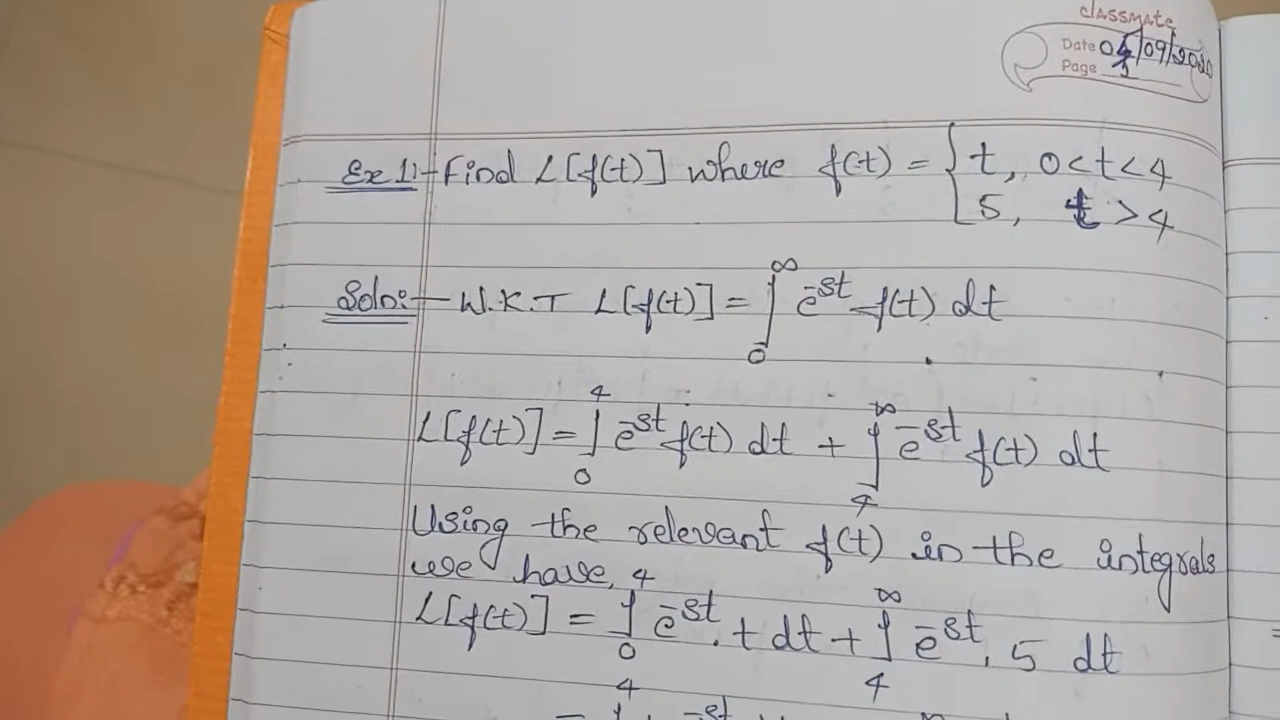 classmate
Date 04/09/2020
Page
Ex 1:- Find L[f(t)] where f(t) = { t, 0<t<4
5, t >4
Soln:- W.K.T L[f(t)] = ∫₀^∞ e^-st f(t) dt
L[f(t)] = ∫₀^4 e^-st f(t) dt + ∫₄^∞ e^-st f(t) dt
Using the relevant f(t) in the integrals
we have,
L[f(t)] = ∫₀^4 e^-st . t dt + ∫₄^∞ e^-st . 5 dt